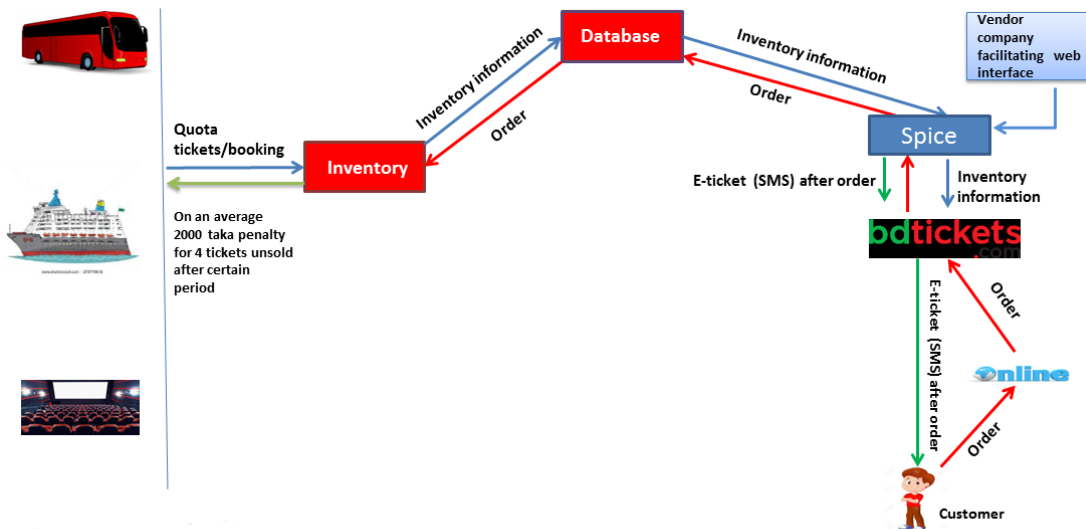 Database
Vendor
company
facilitating web
interface
Inventory information
Order
Inventory information
Order
Spice
Quota
tickets/booking
Inventory
E-ticket (SMS) after order
Inventory
information
On an average
2000 taka penalty
for 4 tickets unsold
after certain
period
bdtickets
.com
E-ticket (SMS) after order
Order
Online
Order
Customer